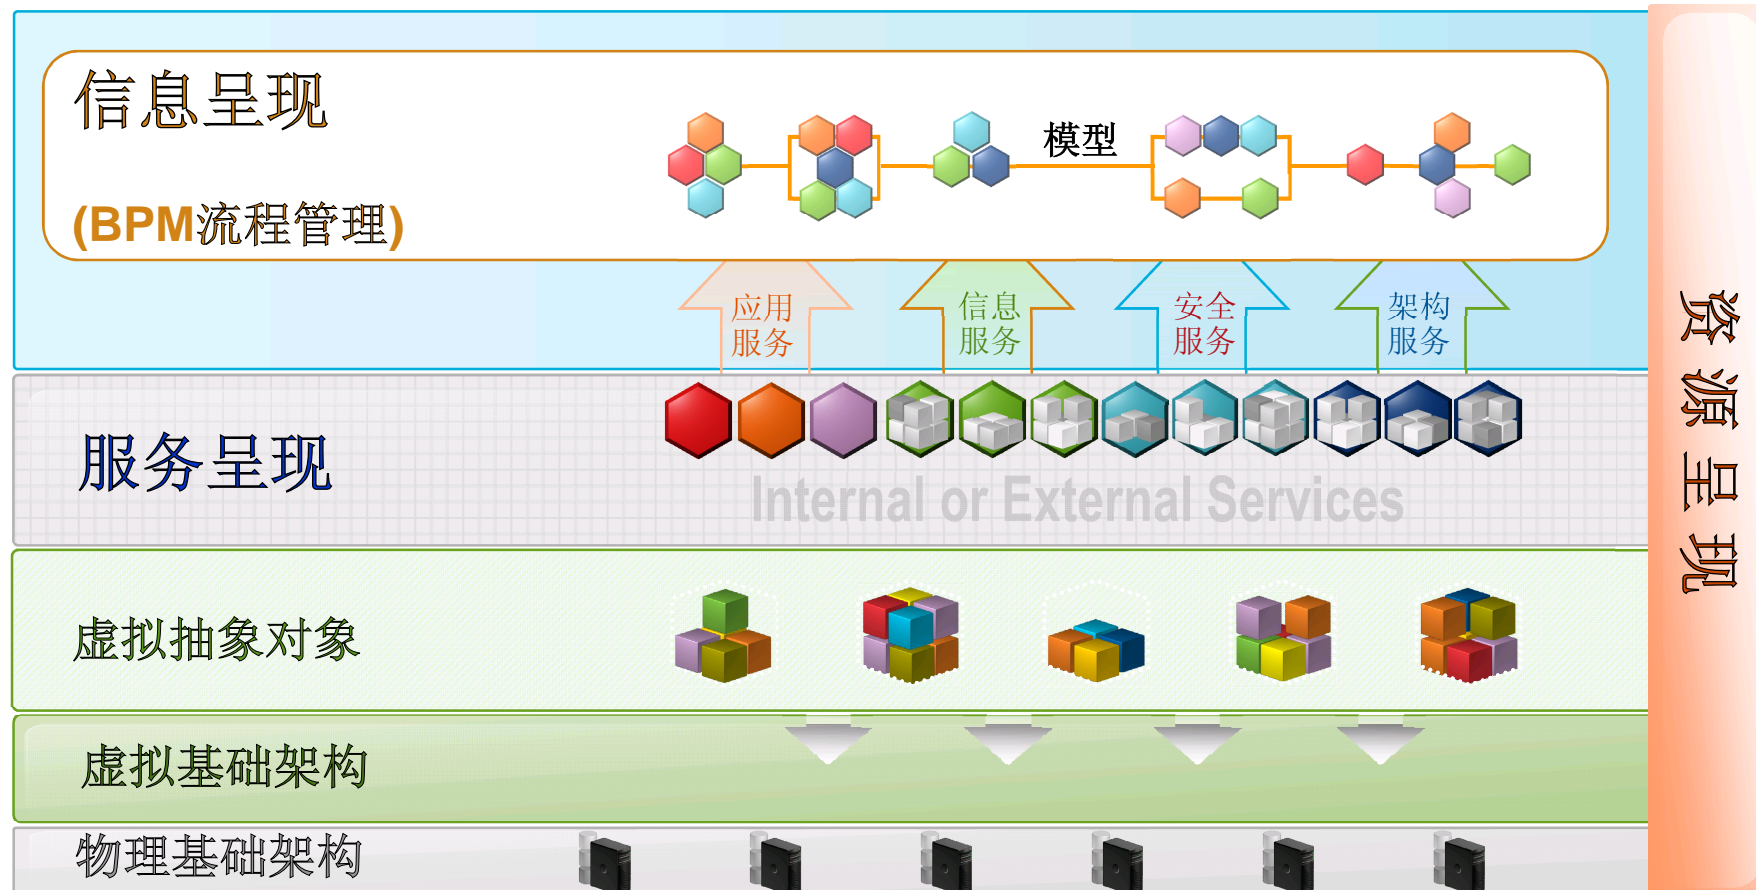 信息呈现
(BPM流程管理)
模型
应用
服务
信息
服务
安全
服务
架构
服务
服务呈现
Internal or External Services
虚拟抽象对象
虚拟基础架构
物理基础架构
资源呈现